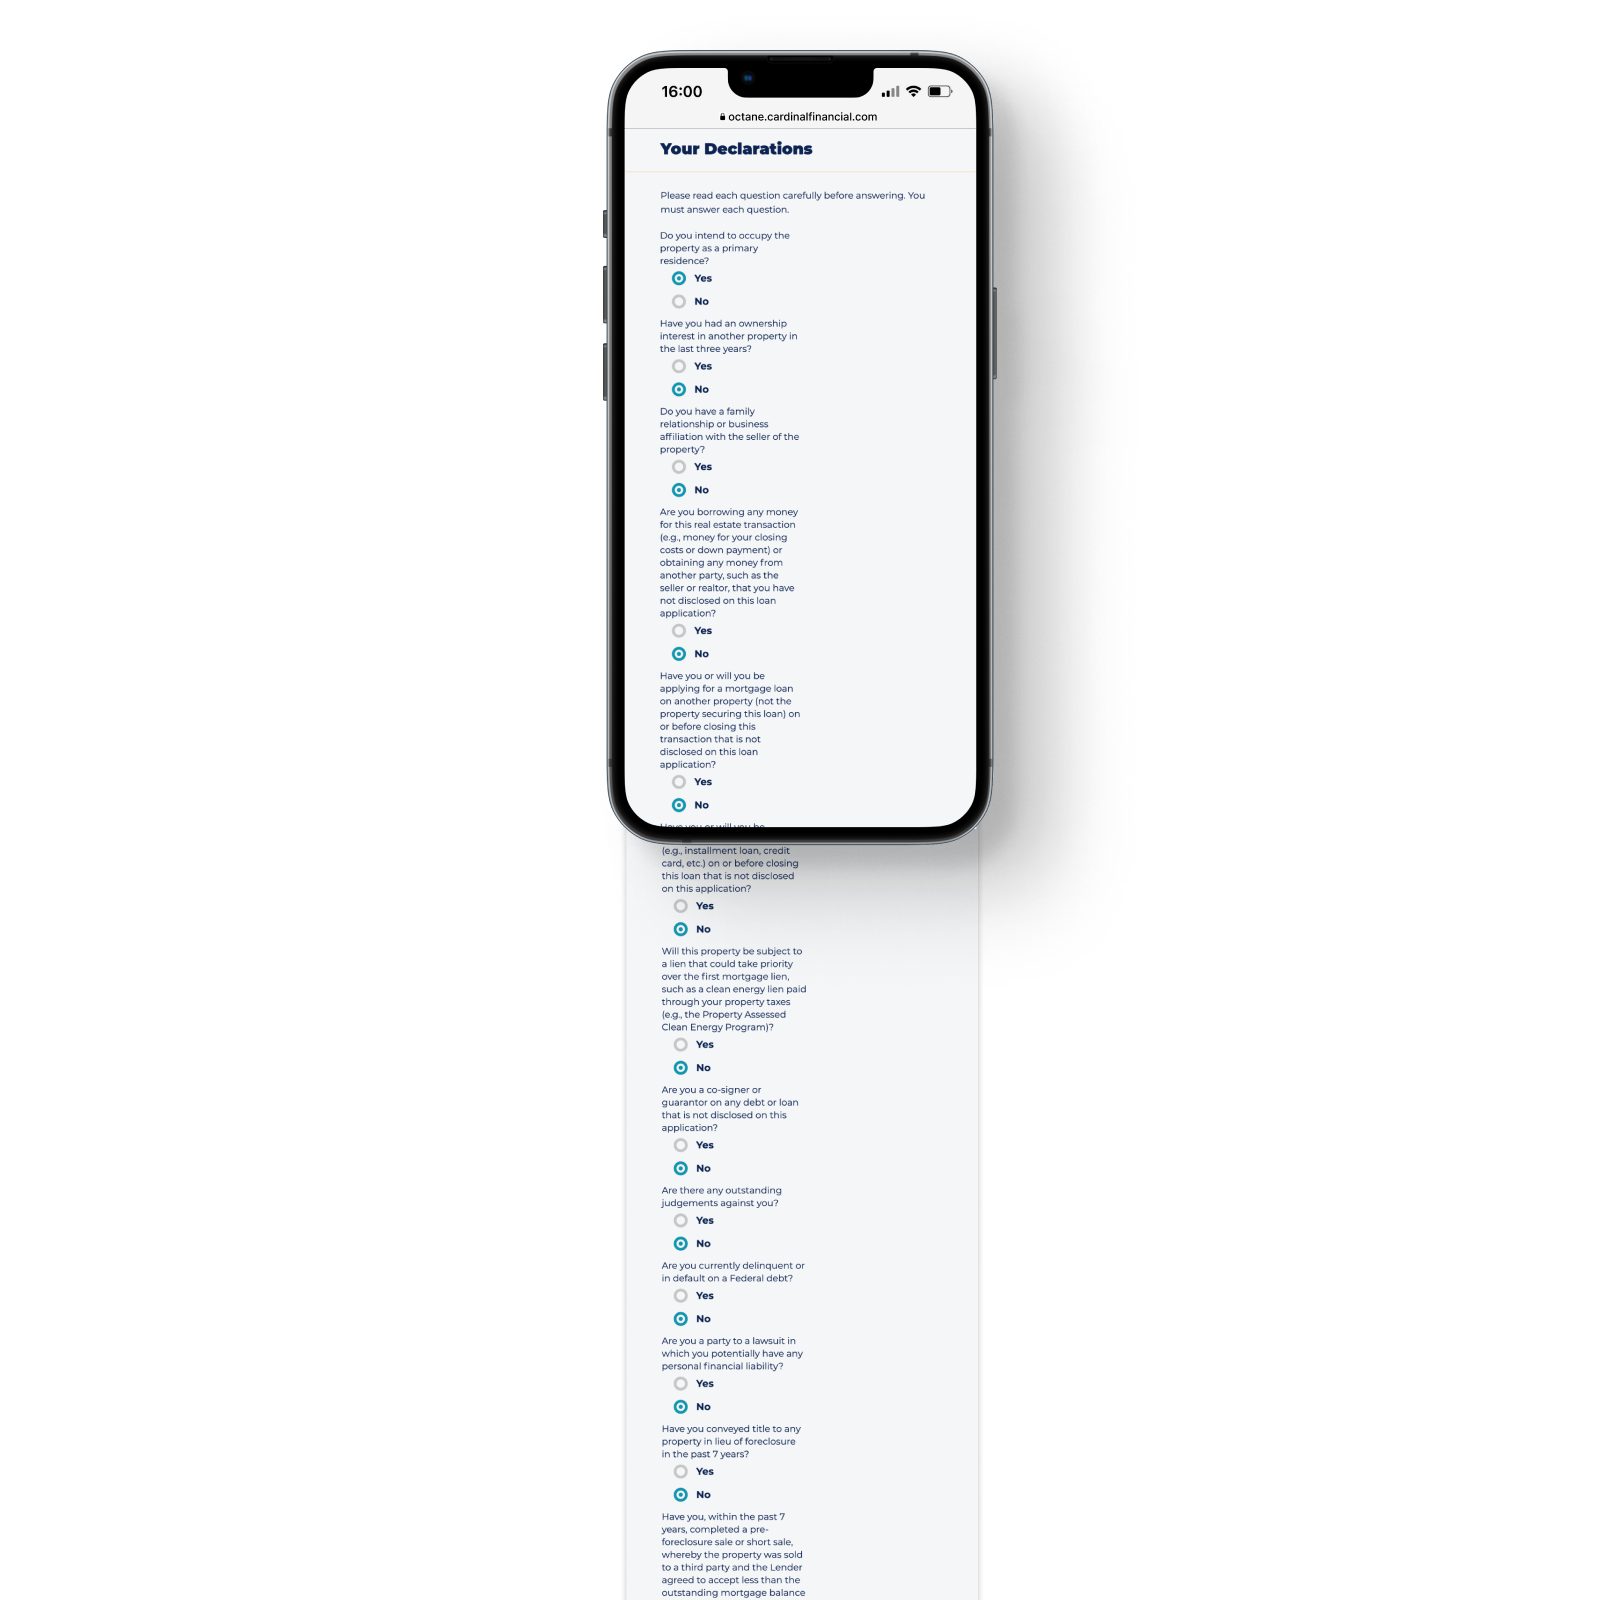 16:00
octane.cardinalfinancial.com
Your Declarations
Please read each question carefully before answering. You
must answer each question.
Do you intend to occupy the
property as a primary
residence?
Yes
No
Have you had an ownership
interest in another property in
the last three years?
Yes
No
Do you have a family
relationship or business
affiliation with the seller of the
property?
Yes
No
Are you borrowing any money
for this real estate transaction
(e.g., money for your closing
costs or down payment) or
obtaining any money from
another party, such as the
seller or realtor, that you have
not disclosed on this loan
application?
Yes
No
Have you or will you be
applying for a mortgage loan
on another property (not the
property securing this loan) on
or before closing this
transaction that is not
disclosed on this loan
application?
Yes
No
Have you or will you be
(e.g., installment loan, credit
card, etc.) on or before closing
this loan that is not disclosed
on this application?
Yes
No
Will this property be subject to
a lien that could take priority
over the first mortgage lien,
such as a clean energy lien paid
through your property taxes
(e.g., the Property Assessed
Clean Energy Program)?
Yes
No
Are you a co-signer or
guarantor on any debt or loan
that is not disclosed on this
application?
Yes
No
Are there any outstanding
judgements against you?
Yes
No
Are you currently delinquent or
in default on a Federal debt?
Yes
No
Are you a party to a lawsuit in
which you potentially have any
personal financial liability?
Yes
No
Have you conveyed title to any
property in lieu of foreclosure
in the past 7 years?
Yes
No
Have you, within the past 7
years, completed a pre-
foreclosure sale or short sale,
whereby the property was sold
to a third party and the Lender
agreed to accept less than the
outstanding mortgage balance